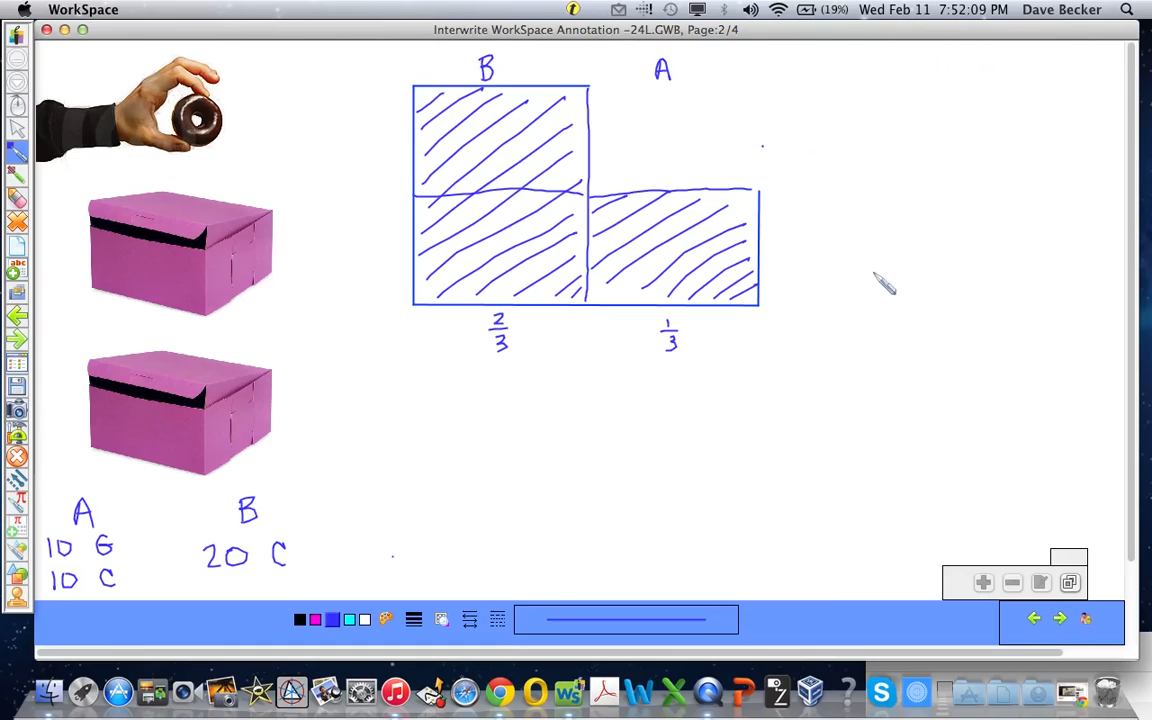 WorkSpace
(19%) Wed Feb 11 7:52:09 PM Dave Becker
Interwrite WorkSpace Annotation -24L.GWB, Page:2/4
B
A
2/3
1/3
A
B
10 G
20 C
10 C
abc
π
π